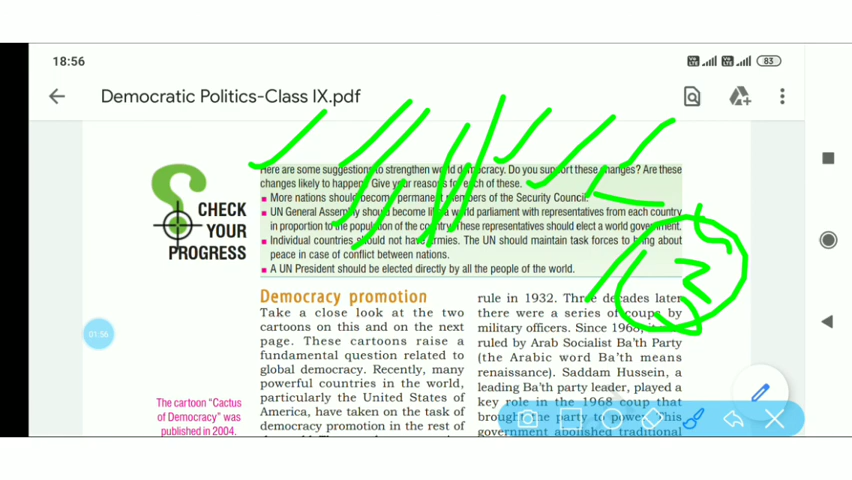 18:56
83
Democratic Politics-Class IX.pdf
CHECK
YOUR
PROGRESS
Here are some suggestions to strengthen world democracy. Do you support these changes? Are these
changes likely to happen? Give your reasons for each of these.
More nations should become permanent members of the Security Council.
UN General Assembly should become like a world parliament with representatives from each country
in proportion to the population of the country. These representatives should elect a world government.
Individual countries should not have armies. The UN should maintain task forces to bring about
peace in case of conflict between nations.
A UN President should be elected directly by all the people of the world.
Democracy promotion
Take a close look at the two
cartoons on this and on the next
page. These cartoons raise a
fundamental question related to
global democracy. Recently, many
powerful countries in the world,
particularly the United States of
America, have taken on the task of
democracy promotion in the rest of
rule in 1932. Three decades later
there were a series of coups by
military officers. Since 1968, it was
ruled by Arab Socialist Ba'th Party
(the Arabic word Ba'th means
renaissance). Saddam Hussein, a
leading Ba'th party leader, played a
key role in the 1968 coup that
brought the party to power. This
government abolished traditional
The cartoon "Cactus
of Democracy" was
published in 2004.
01:56